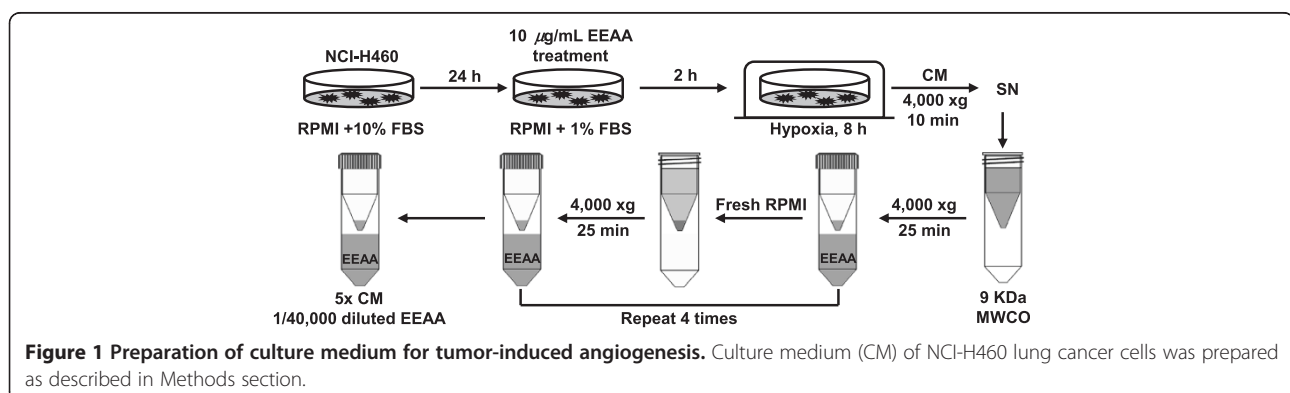 10 μg/mL EEAA
treatment
NCI-H460
24 h
2 h
CM
4,000 xg
10 min
SN
RPMI +10% FBS
RPMI + 1% FBS
Hypoxia, 8 h
4,000 xg
25 min
Fresh RPMI
4,000 xg
25 min
EEAA
EEAA
EEAA
5x CM
1/40,000 diluted EEAA
Repeat 4 times
9 KDa
MWCO
Figure 1 Preparation of culture medium for tumor-induced angiogenesis. Culture medium (CM) of NCI-H460 lung cancer cells was prepared
as described in Methods section.